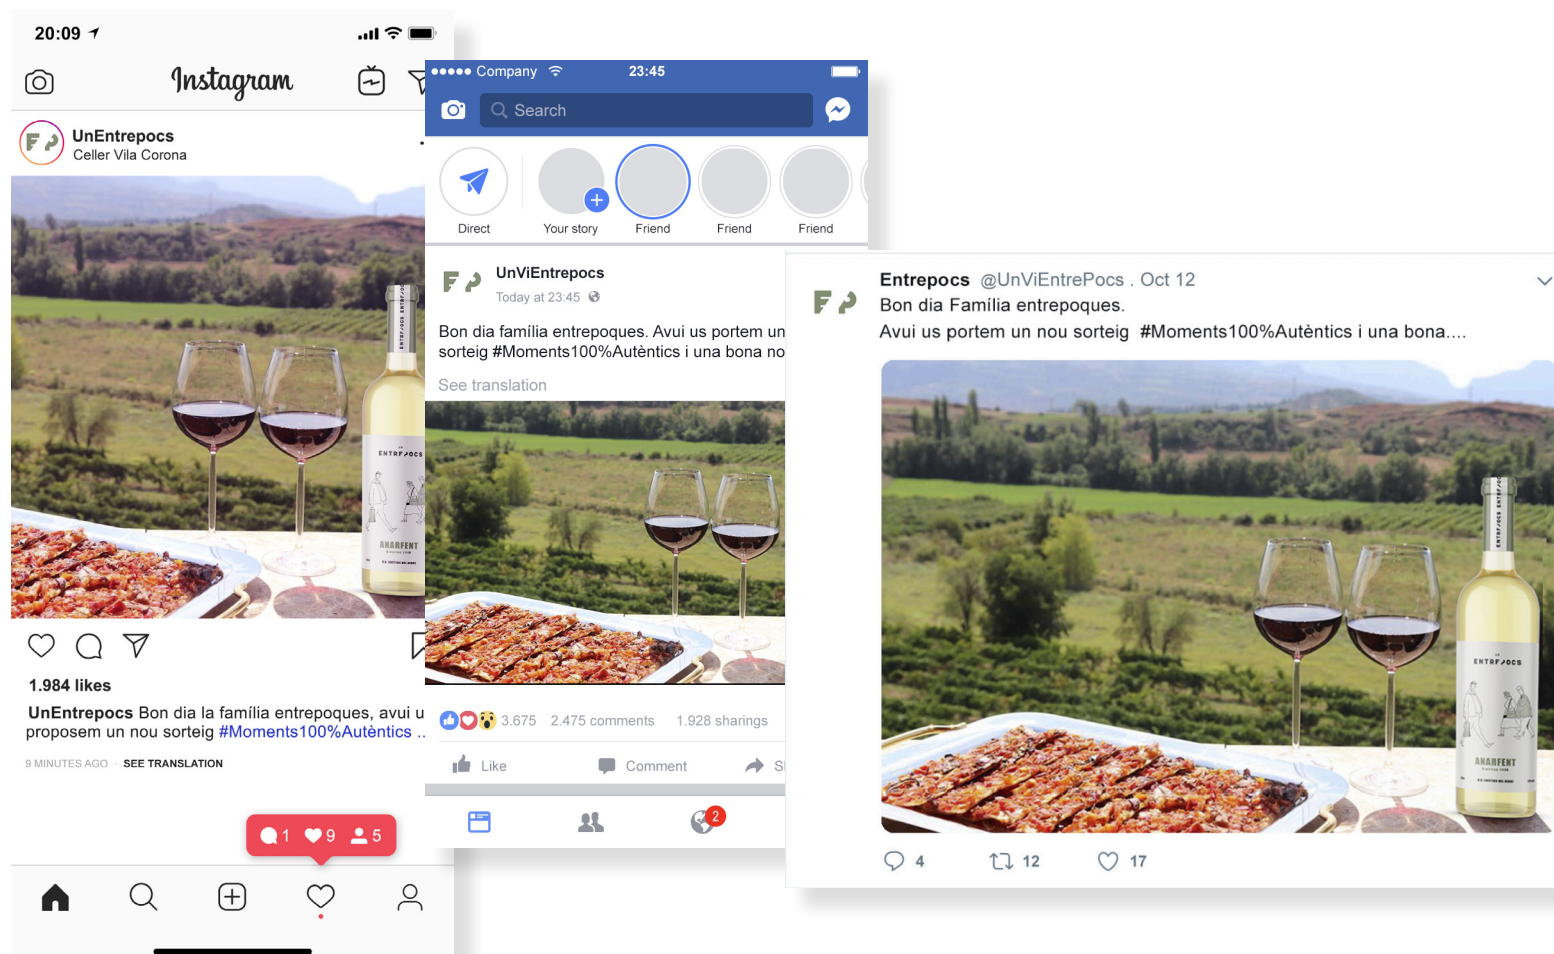 20:09
Instagram
UnEntrepocs
Celler Vila Corona
ENTREPOCS
ANARFENT
1.984 likes
UnEntrepocs Bon dia la família entrepoques, avui u
proposem un nou sorteig #Moments100%Autèntics ..
9 MINUTES AGO · SEE TRANSLATION
1 9 5
Company 23:45
Search
Direct Your story Friend Friend Friend
UnViEntrepocs
Today at 23:45
Bon dia família entrepoques. Avui us portem un
sorteig #Moments100%Autèntics i una bona no
See translation
3.675 2.475 comments 1.928 sharings
Like Comment S
2
Entrepocs @UnViEntrePocs . Oct 12
Bon dia Família entrepoques.
Avui us portem un nou sorteig #Moments100%Autèntics i una bona....
ENTREPOCS
ANARFENT
4 12 17